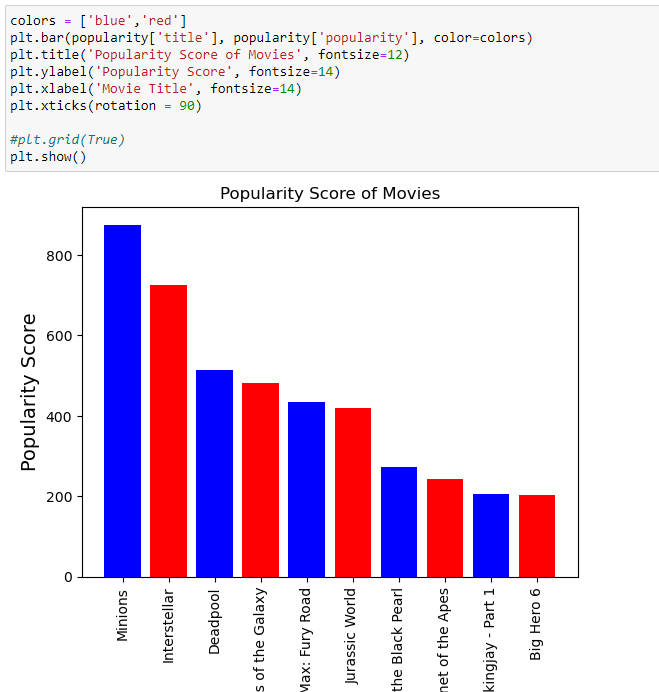 colors = ['blue','red']
plt.bar(popularity['title'], popularity['popularity'], color=colors)
plt.title('Popularity Score of Movies', fontsize=12)
plt.ylabel('Popularity Score', fontsize=14)
plt.xlabel('Movie Title', fontsize=14)
plt.xticks(rotation = 90)
#plt.grid(True)
plt.show()
Popularity Score of Movies
Popularity Score
800
600
400
200
0
Minions
Interstellar
Deadpool
s of the Galaxy
Max: Fury Road
Jurassic World
the Black Pearl
net of the Apes
kingjay - Part 1
Big Hero 6